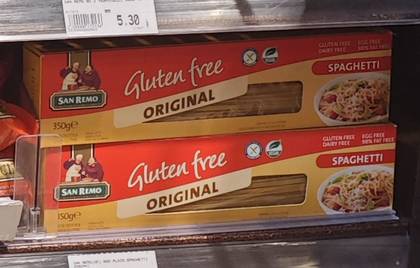 5.30
Gluten free
ORIGINAL
SAN REMO
350g e
GLUTEN FREE
DAIRY FREE
EGG FREE
98% FAT FREE
SPAGHETTI
Gluten free
ORIGINAL
SAN REMO
350g e
GLUTEN FREE
DAIRY FREE
EGG FREE
98% FAT FREE
SPAGHETTI